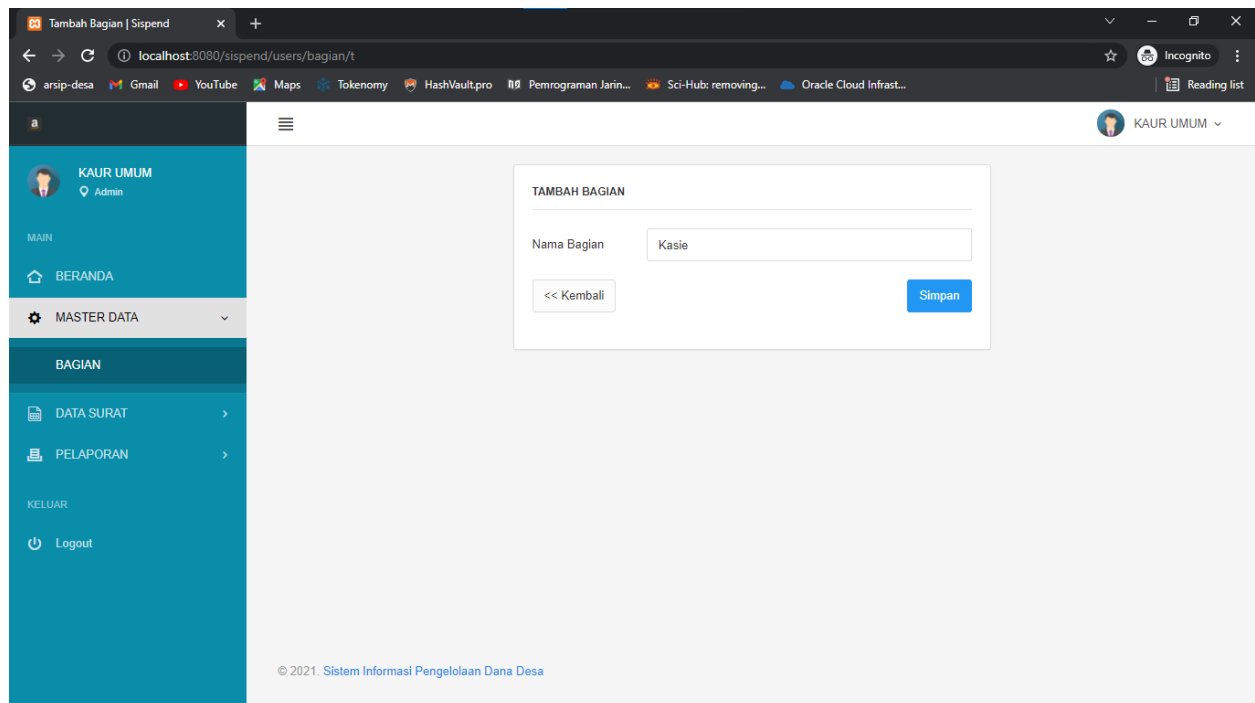 Tambah Bagian | Sispend
localhost:8080/sispend/users/bagian/t
Incognito
arsip-desa Gmail YouTube Maps Tokenomy HashVault.pro Pemrograman Jarin... Sci-Hub: removing... Oracle Cloud Infrast... Reading list
a
KAUR UMUM
KAUR UMUM
Admin
MAIN
BERANDA
MASTER DATA
BAGIAN
DATA SURAT
PELAPORAN
KELUAR
Logout
TAMBAH BAGIAN
Nama Bagian Kasie
<< Kembali Simpan
© 2021. Sistem Informasi Pengelolaan Dana Desa